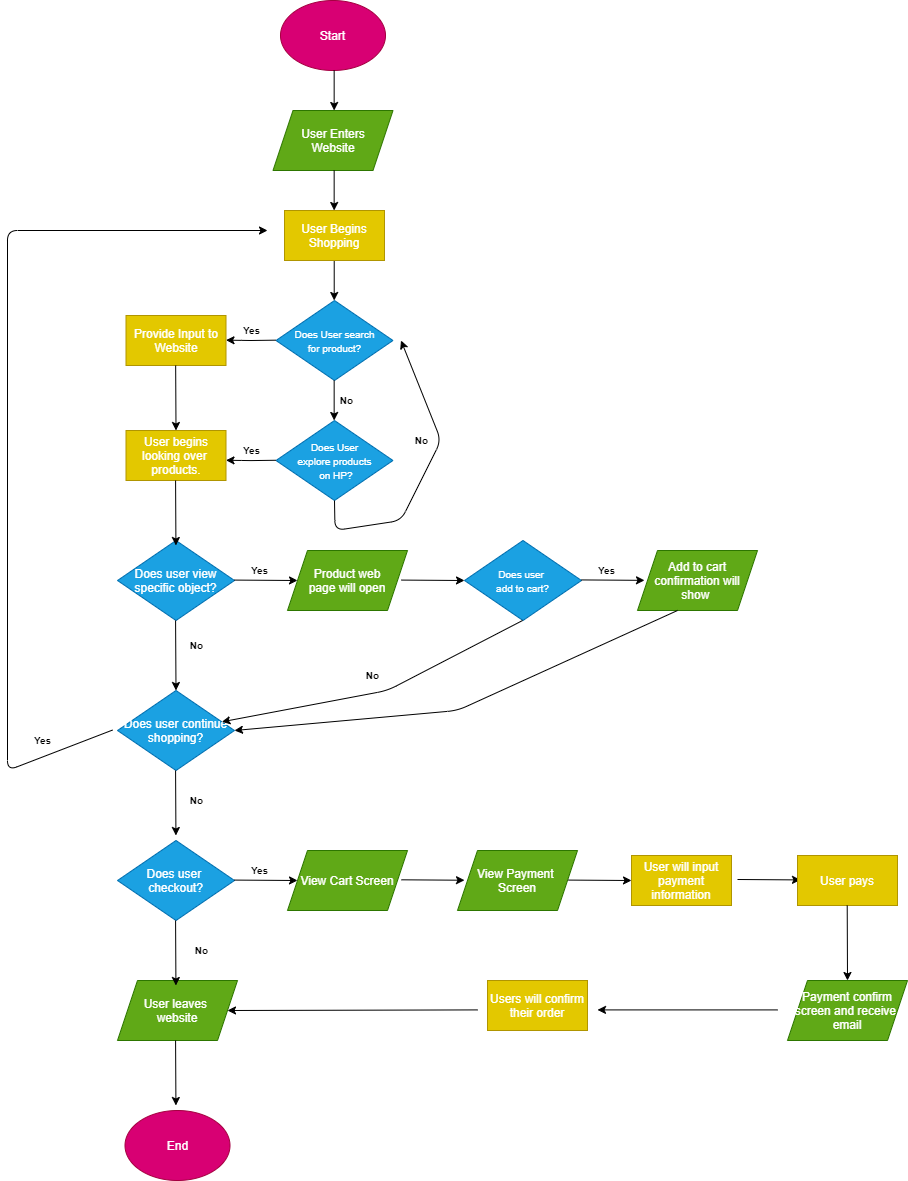 Start
User Enters
Website
User Begins
Shopping
Does User search
for product?
Yes
Provide Input to
Website
No
Does User
explore products
on HP?
Yes
No
User begins
looking over
products.
Does user view
specific object?
Yes
Product web
page will open
Does user
add to cart?
Yes
Add to cart
confirmation will
show
No
No
Does user continue
shopping?
Yes
No
Does user
checkout?
Yes
View Cart Screen
View Payment
Screen
User will input
payment
information
User pays
No
User leaves
website
Users will confirm
their order
Payment confirm
screen and receive
email
End